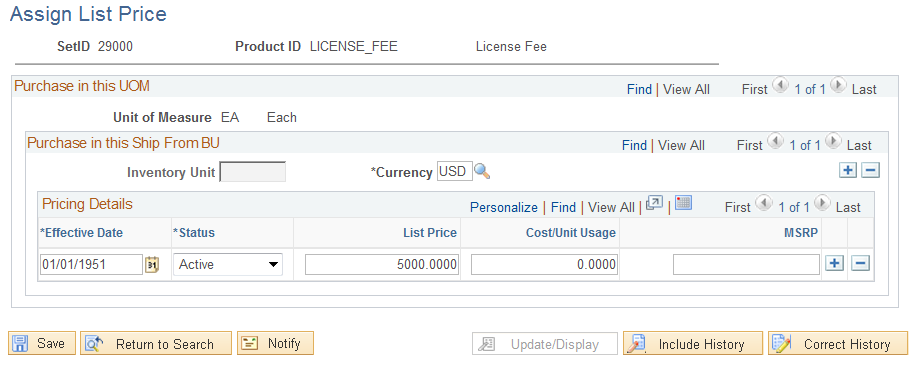 Assign List Price
SetID 29000 Product ID LICENSE_FEE License Fee
Purchase in this UOM Find | View All First 1 of 1 Last
Unit of Measure EA Each
Purchase in this Ship From BU Find | View All First 1 of 1 Last
Inventory Unit *Currency USD
Pricing Details Personalize | Find | View All | | First 1 of 1 Last
*Effective Date *Status List Price Cost/Unit Usage MSRP
01/01/1951 31 Active 5000.0000 0.0000
Save Return to Search Notify Update/Display Include History Correct History